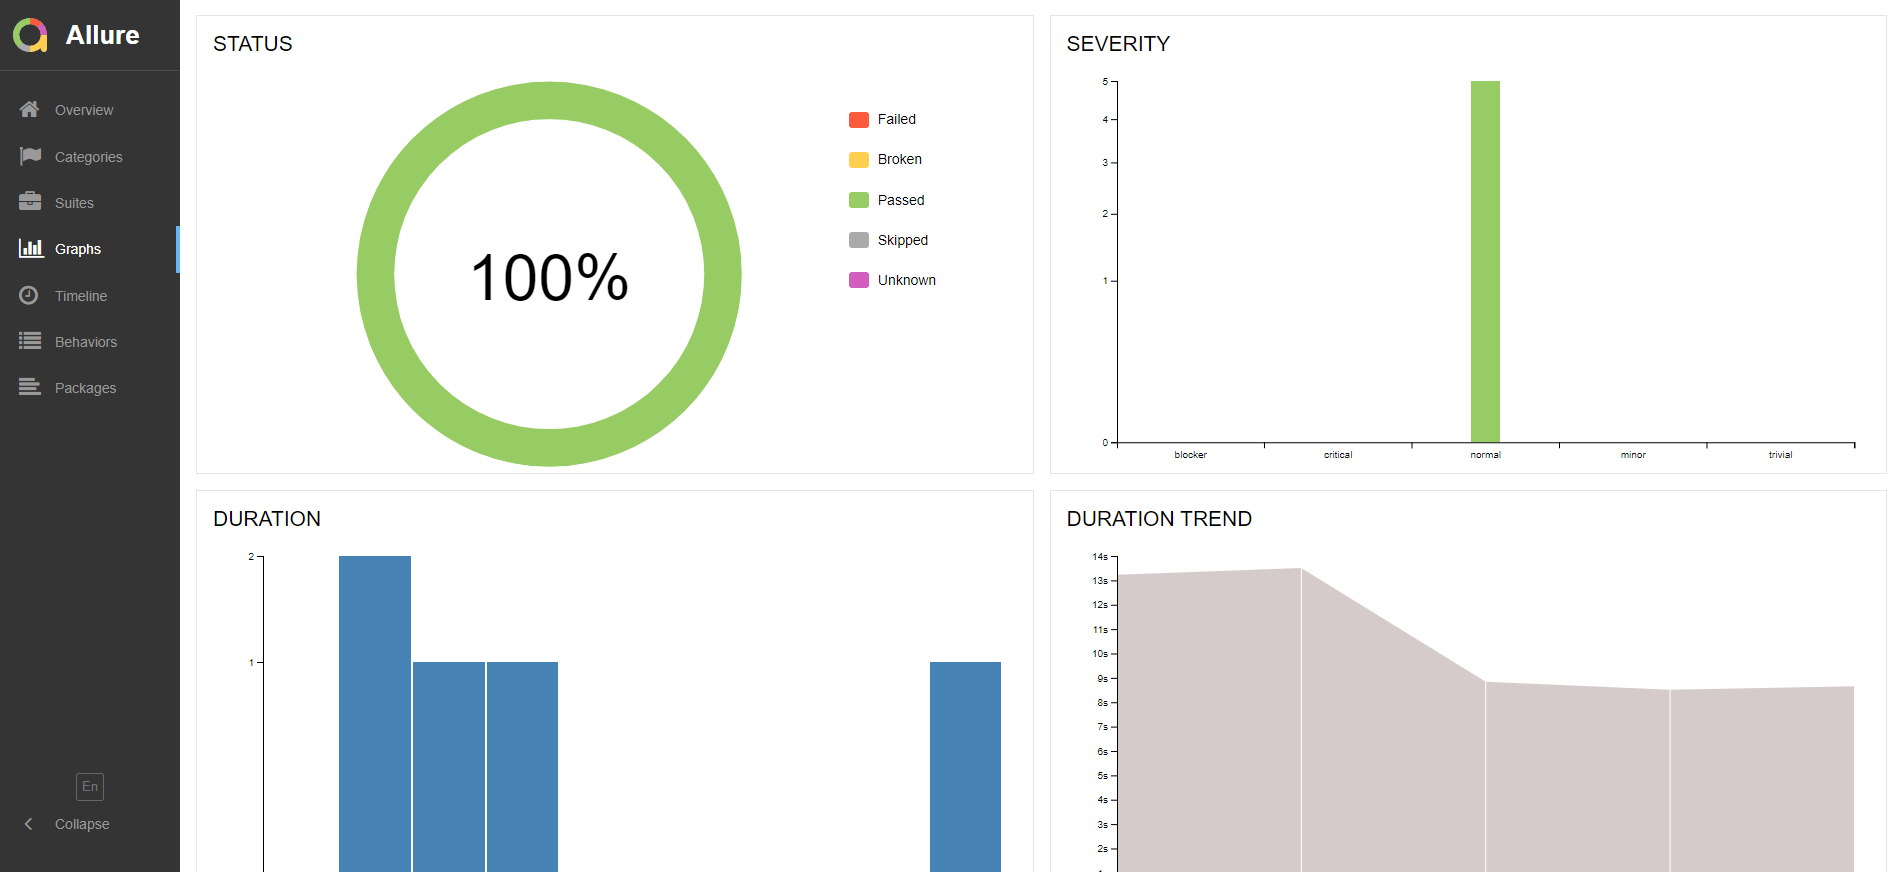 Allure
Overview
Categories
Suites
Graphs
Timeline
Behaviors
Packages
En
Collapse
STATUS
100%
Failed
Broken
Passed
Skipped
Unknown
SEVERITY
5
4
3
2
1
0
blocker critical normal minor trivial
DURATION
2
1
DURATION TREND
14s
13s
12s
11s
10s
9s
8s
7s
6s
5s
4s
3s
2s